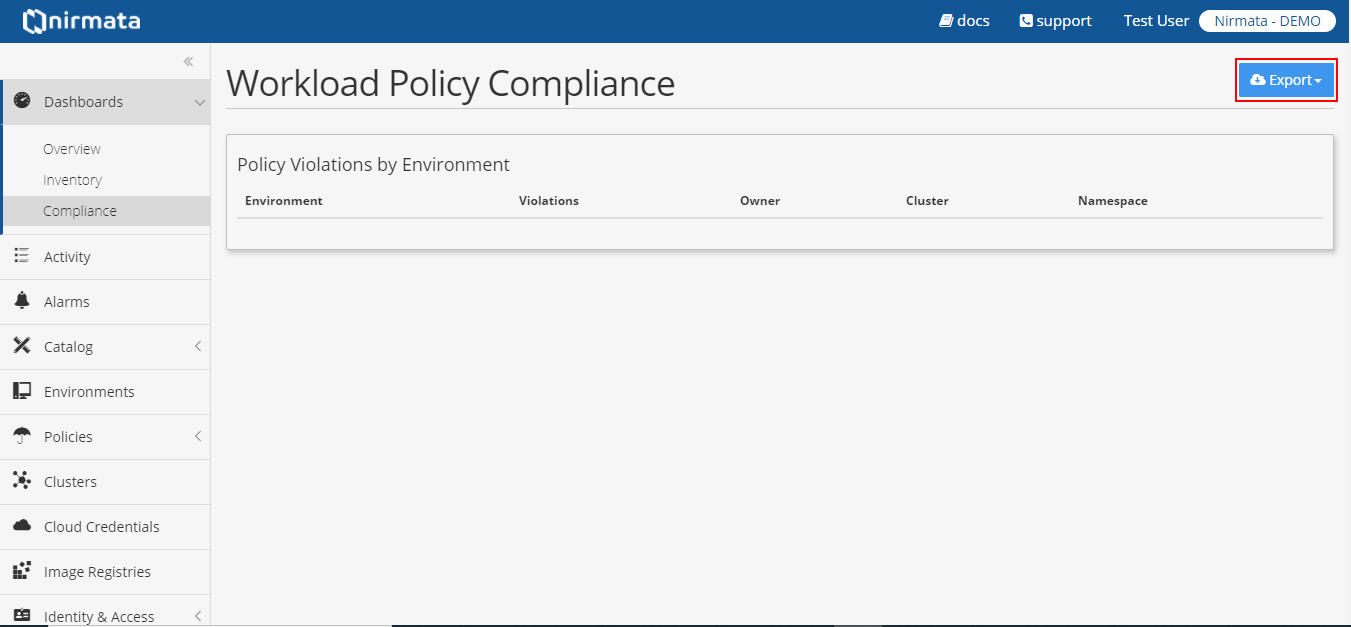 nirmata
docs
support
Test User
Nirmata - DEMO
Dashboards
Overview
Inventory
Compliance
Activity
Alarms
Catalog
Environments
Policies
Clusters
Cloud Credentials
Image Registries
Identity & Access
Workload Policy Compliance
Export
Policy Violations by Environment
Environment Violations Owner Cluster Namespace